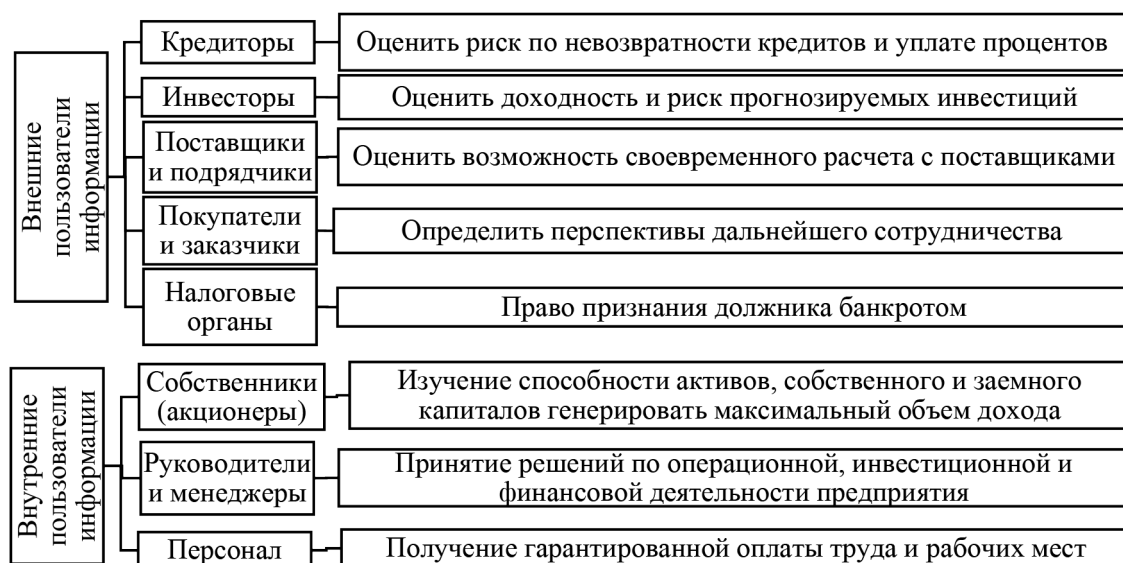 Внешние
пользователи
информации
Кредиторы
Оценить риск по невозвратности кредитов и уплате процентов
Инвесторы
Оценить доходность и риск прогнозируемых инвестиций
Поставщики
и подрядчики
Оценить возможность своевременного расчета с поставщиками
Покупатели
и заказчики
Определить перспективы дальнейшего сотрудничества
Налоговые
органы
Право признания должника банкротом
Внутренние
пользователи
информации
Собственники
(акционеры)
Изучение способности активов, собственного и заемного
капиталов генерировать максимальный объем дохода
Руководители
и менеджеры
Принятие решений по операционной, инвестиционной и
финансовой деятельности предприятия
Персонал
Получение гарантированной оплаты труда и рабочих мест